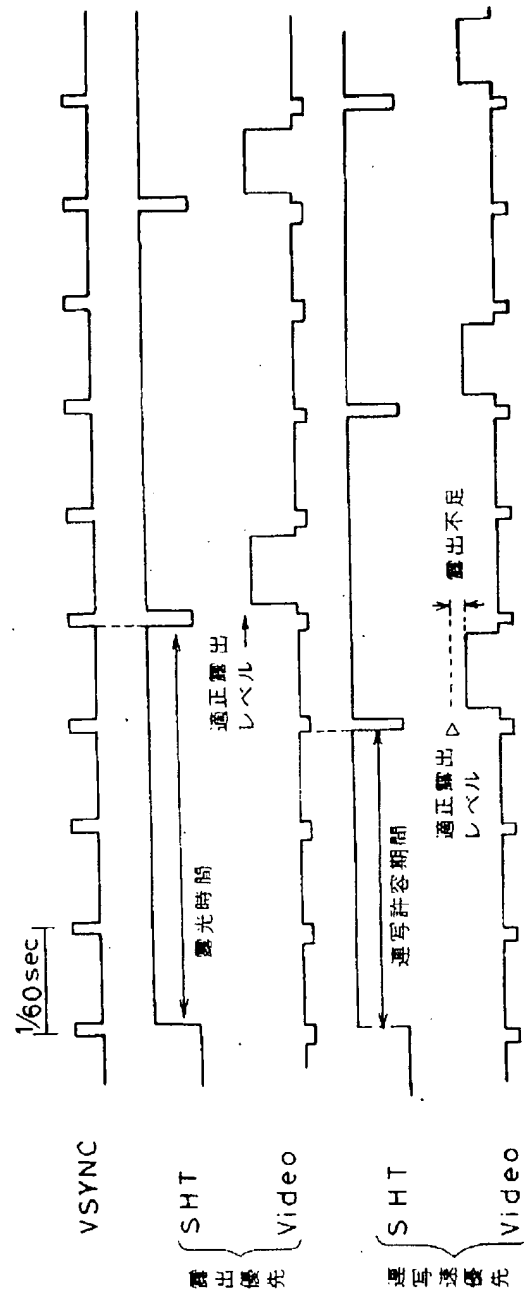 1/60sec
VSYNC
SHT
露光時間
露出優先
適正露出
レベル
Video
SHT
連写許容期間
連写速優先
適正露出
レベル
露出不足
Video